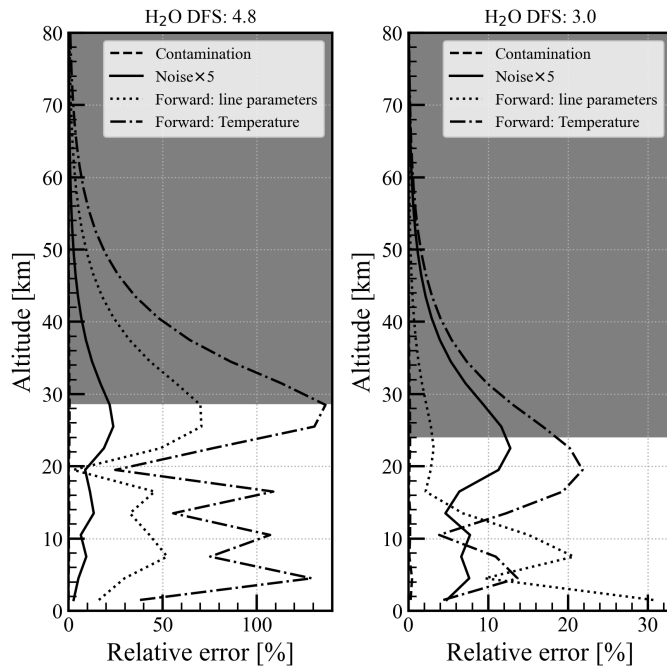 H₂O DFS: 4.8
Contamination
Noise×5
Forward: line parameters
Forward: Temperature
80
70
60
50
40
30
20
10
0
Altitude [km]
0 50 100
Relative error [%]
H₂O DFS: 3.0
Contamination
Noise×5
Forward: line parameters
Forward: Temperature
80
70
60
50
40
30
20
10
0
Altitude [km]
0 10 20 30
Relative error [%]